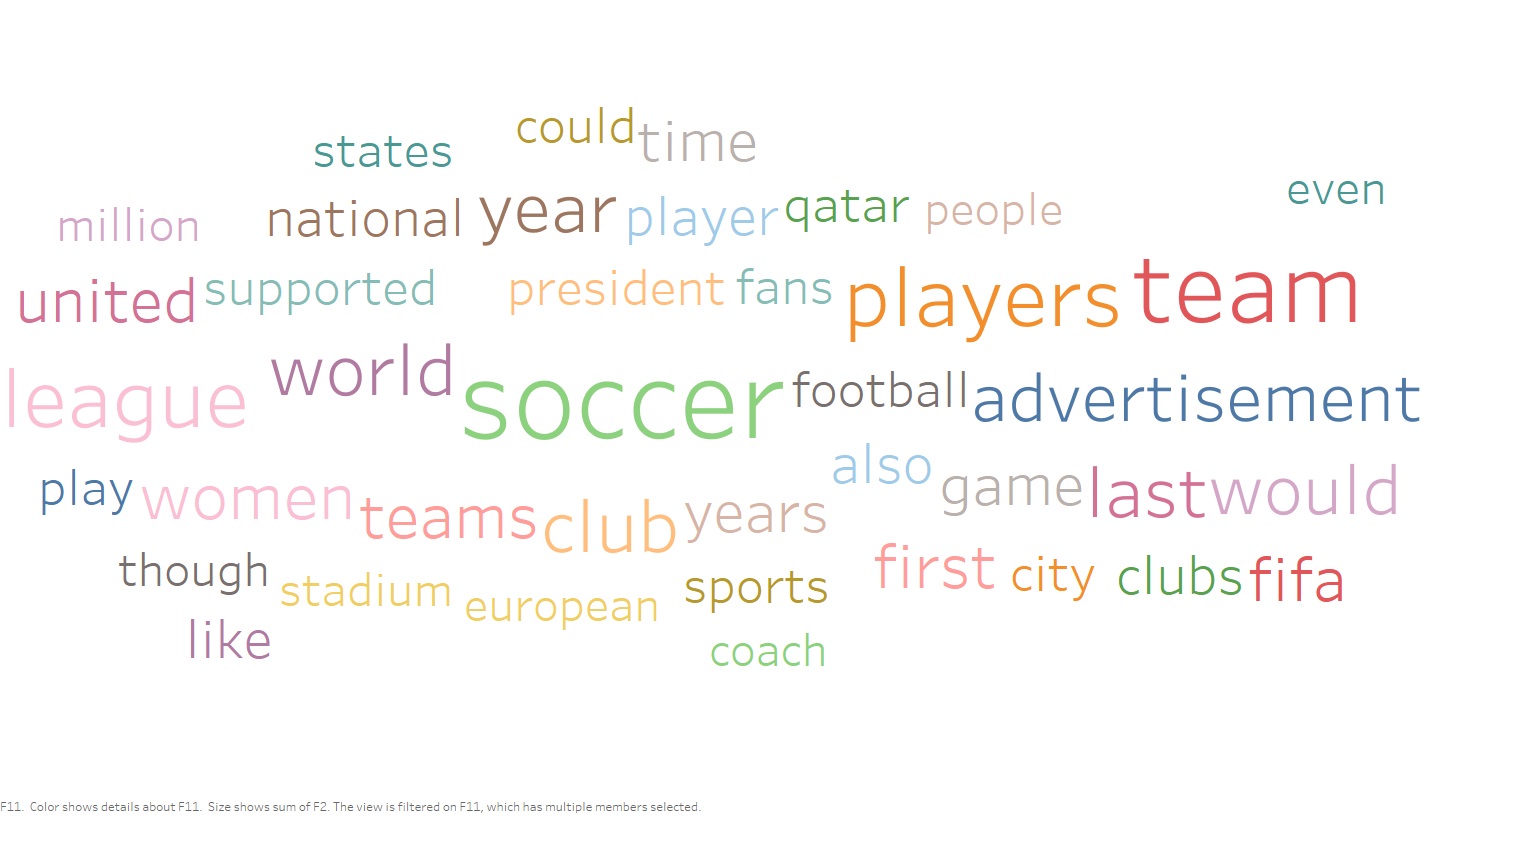 could time
states
even
million national year player qatar people
united supported president fans players team
league world soccer football advertisement
play women teams club years also game last would
though stadium european sports first city clubs fifa
like coach
F11. Color shows details about F11. Size shows sum of F2. The view is filtered on F11, which has multiple members selected.